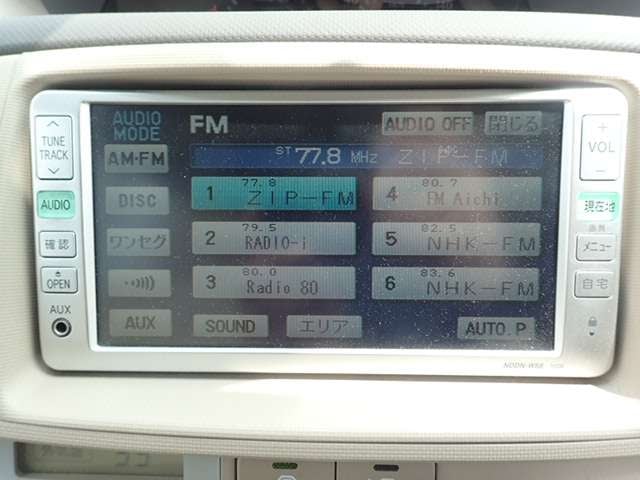 AUDIO MODE
FM
AUDIO OFF
閉じる
TUNE
TRACK
AM·FM
ST 77.8 MHz ZIP-FM
VOL
1 77.8 ZIP-FM
4 80.7 FM Aichi
AUDIO
DISC
現在地
2 79.5 RADIO-i
5 82.5 NHK-FM
確認
ワンセグ
メニュー
3 80.0 Radio 80
6 83.6 NHK-FM
OPEN
自宅
AUX
AUX
SOUND
エリア
AUTO.P
NDDN-W58